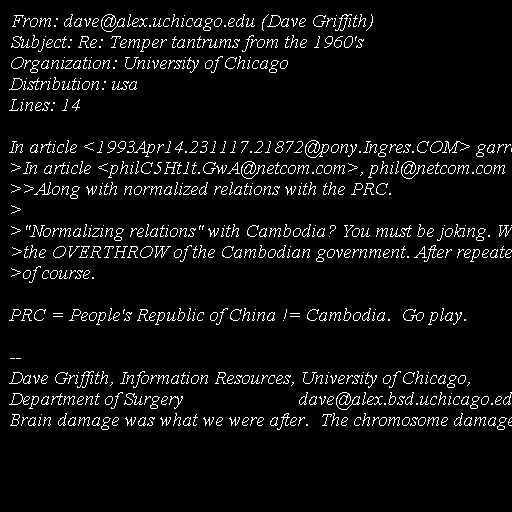 From: dave@alex.uchicago.edu (Dave Griffith)
Subject: Re: Temper tantrums from the 1960's
Organization: University of Chicago
Distribution: usa
Lines: 14

In article <1993Apr14.231117.21872@pony.Ingres.COM> garr
>In article <philC5Ht1t.GwA@netcom.com>, phil@netcom.com
>>Along with normalized relations with the PRC.
>
>"Normalizing relations" with Cambodia? You must be joking. W
>the OVERTHROW of the Cambodian government. After repeate
>of course.

PRC = People's Republic of China != Cambodia.  Go play.

--
Dave Griffith, Information Resources, University of Chicago,
Department of Surgery                       dave@alex.bsd.uchicago.ed
Brain damage was what we were after.  The chromosome damage